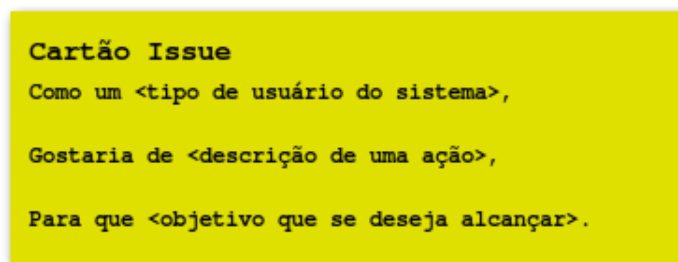 Cartão Issue
Como um <tipo de usuário do sistema>,
Gostaria de <descrição de uma ação>,
Para que <objetivo que se deseja alcançar>.